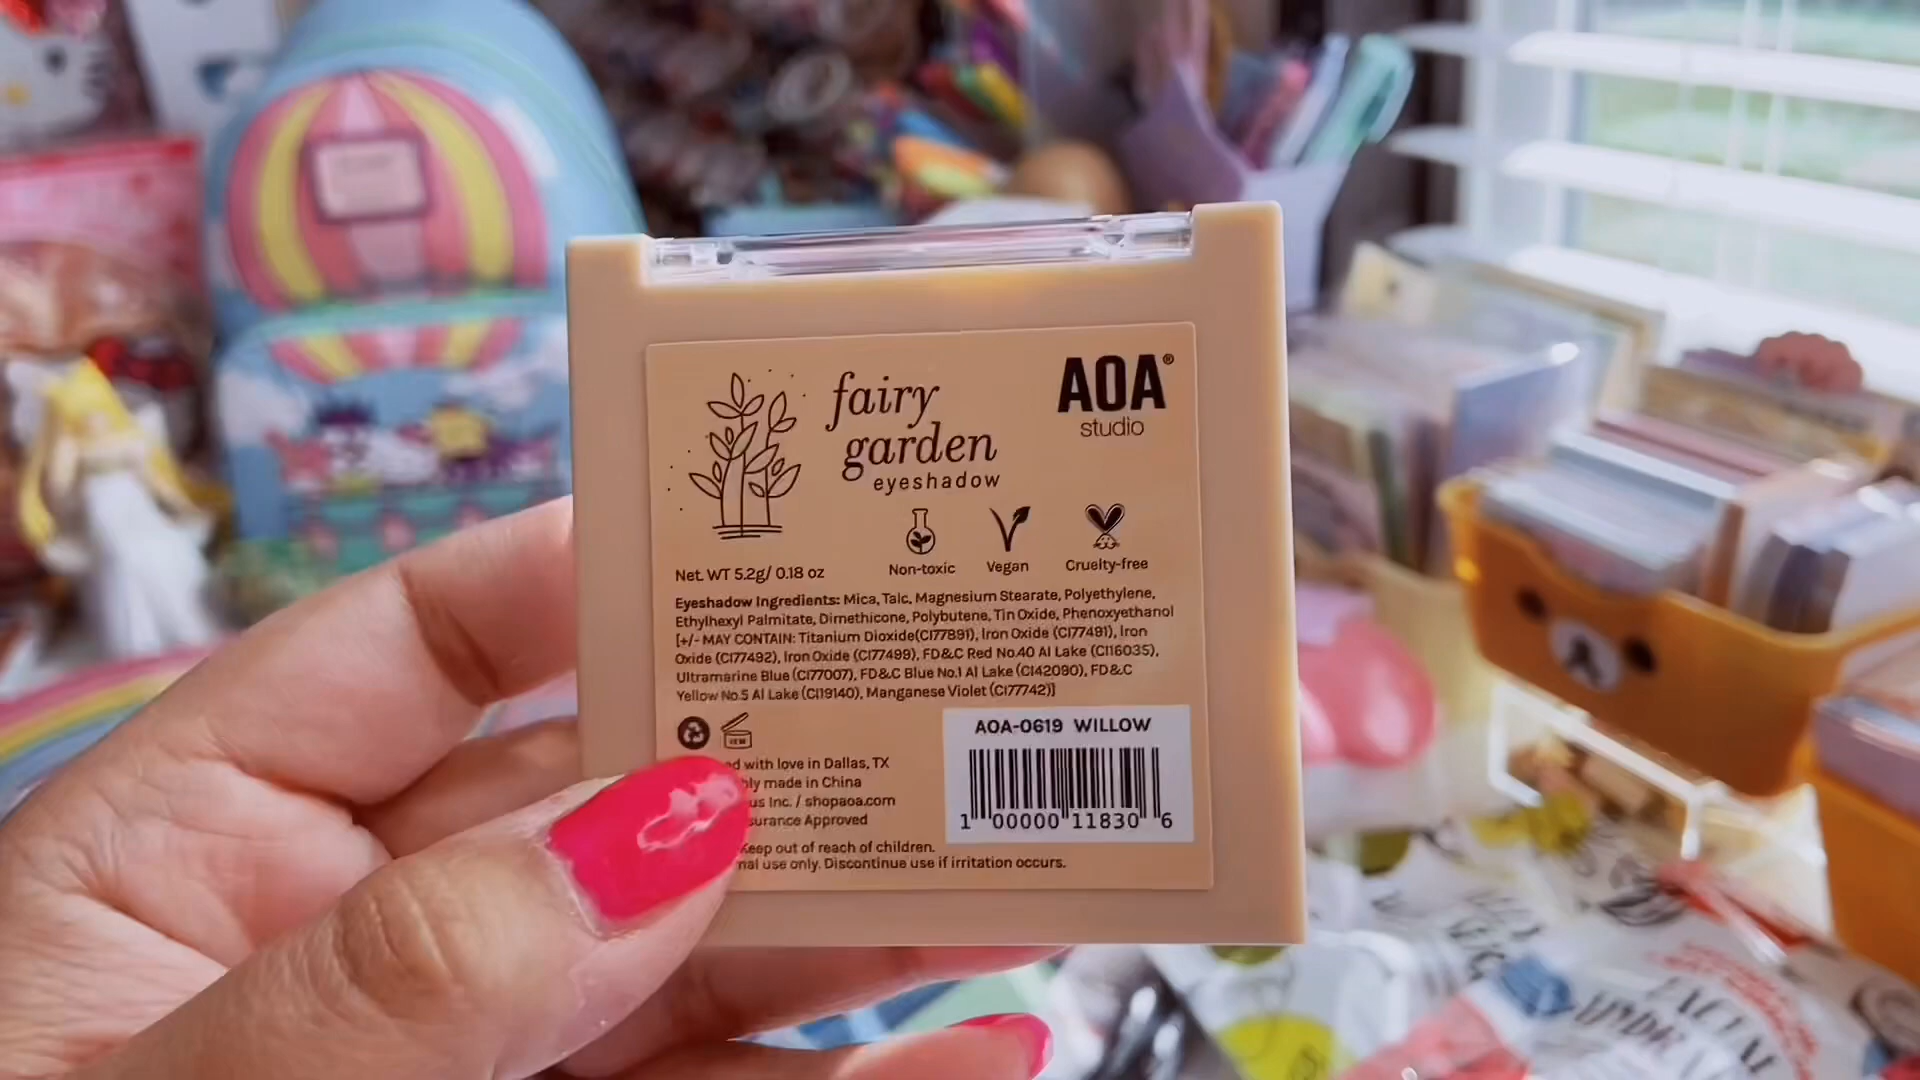 fairy
garden
eyeshadow
AOA®
studio
Non-toxic
Vegan
Cruelty-free
Net. WT 5.2g/ 0.18 oz
Eyeshadow Ingredients: Mica, Talc, Magnesium Stearate, Polyethylene,
Ethylhexyl Palmitate, Dimethicone, Polybutene, Tin Oxide, Phenoxyethanol
[+/- MAY CONTAIN: Titanium Dioxide(CI77891), Iron Oxide (CI77491), Iron
Oxide (CI77492), Iron Oxide (CI77499), FD&C Red No.40 Al Lake (CI16035),
Ultramarine Blue (CI77007), FD&C Blue No.1 Al Lake (CI42090), FD&C
Yellow No.5 Al Lake (CI19140), Manganese Violet (CI77742)]
AOA-0619 WILLOW
with love in Dallas, TX
made in China
Inc. / shopaoa.com
Approved
1 00000 11830 6
Keep out of reach of children.
use only. Discontinue use if irritation occurs.